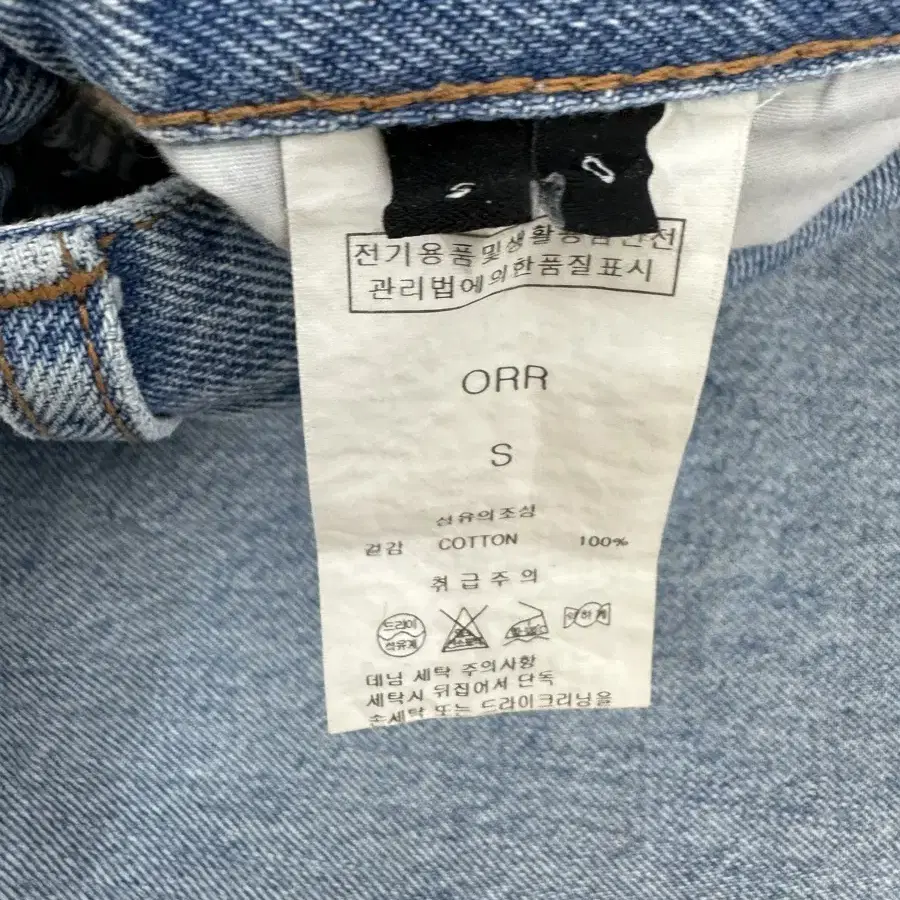 전기용품및생활용품안전
관리법에의한품질표시
ORR
S
섬유의조성
겉감 COTTON 100%
취급주의
드라이
석유계
약하게
데님 세탁 주의사항
세탁시 뒤집어서 단독
손세탁 또는 드라이크리닝을